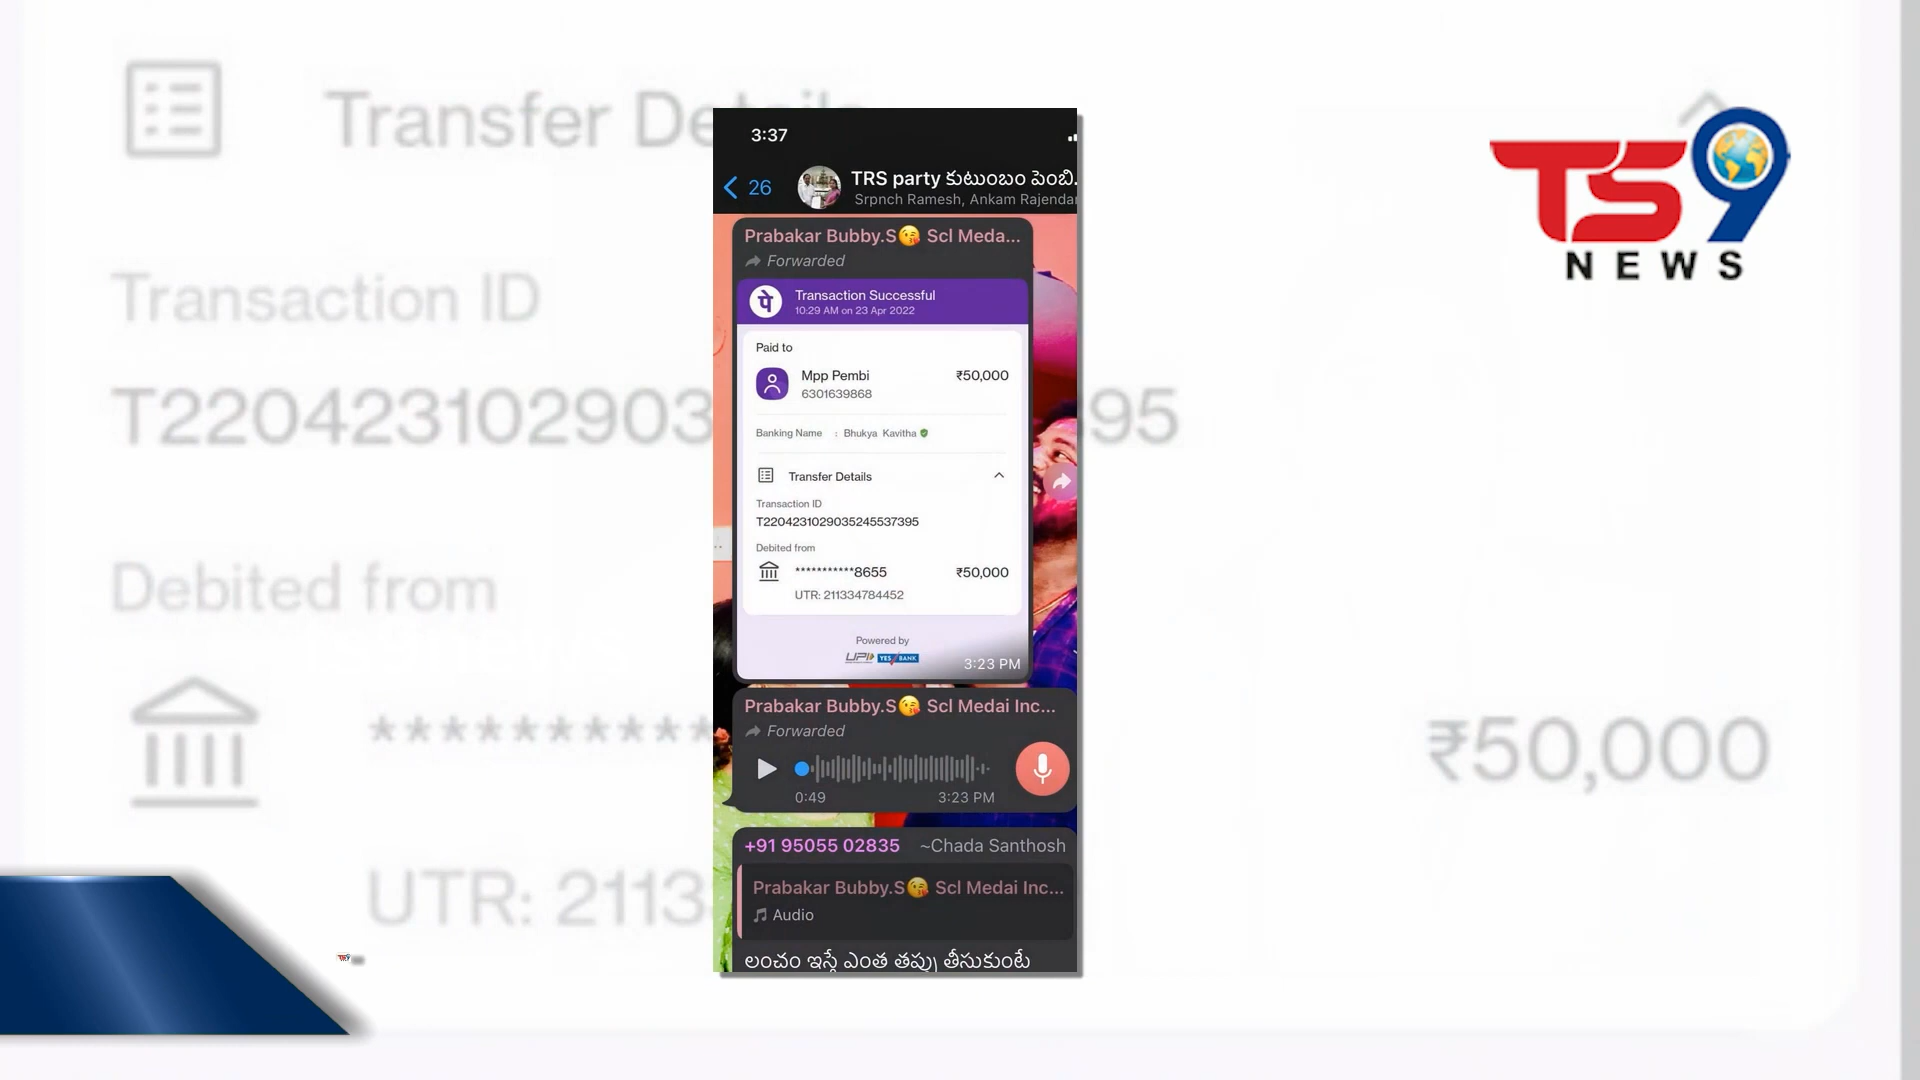 Transfer De
Transaction ID
T220423102903
95
Debited from
**********
₹50,000
UTR: 2113
TS9
NEWS
3:37
26
TRS party కుటుంబం పెంబి.
Srpnch Ramesh, Ankam Rajendar
Prabakar Bubby.S😘 Scl Meda...
Forwarded
पे
Transaction Successful
10:29 AM on 23 Apr 2022
Paid to
Mpp Pembi ₹50,000
6301639868
Banking Name : Bhukya Kavitha
Transfer Details
Transaction ID
T2204231029035245537395
Debited from
***********8655 ₹50,000
UTR: 211334784452
Powered by
UPI YES BANK
3:23 PM
Prabakar Bubby.S😘 Scl Medai Inc...
Forwarded
0:49 3:23 PM
+91 95055 02835 ~Chada Santhosh
Prabakar Bubby.S😘 Scl Medai Inc...
Audio
లంచం ఇస్తే ఎంత తప్పు తీసుకుంటే